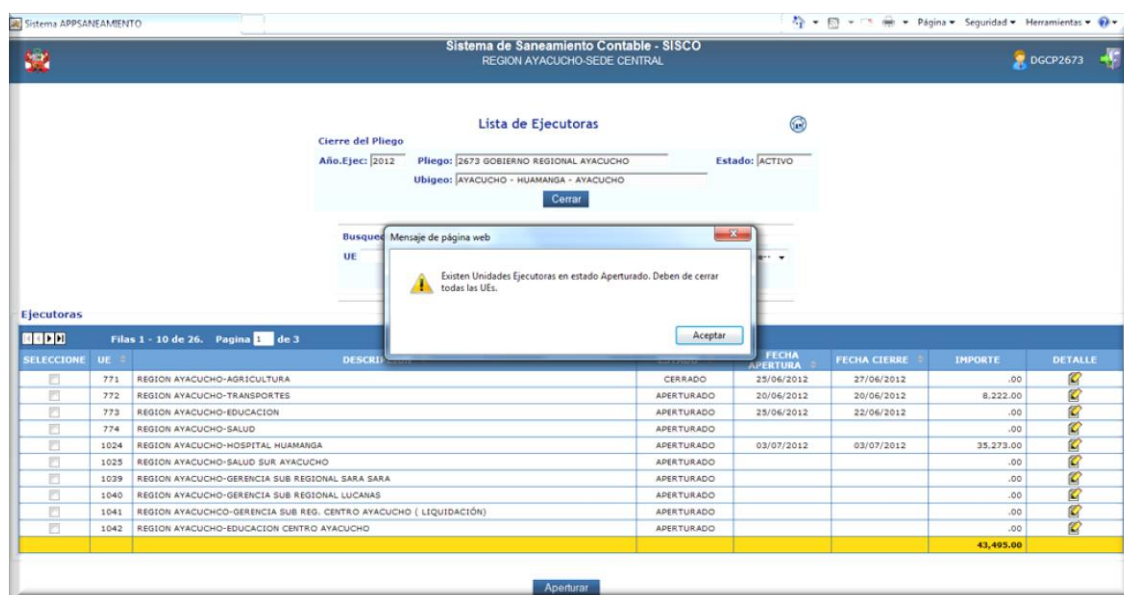 Sistema APPSANEAMIENTO
Página Seguridad Herramientas
Sistema de Saneamiento Contable - SISCO
REGION AYACUCHO-SEDE CENTRAL
DGCP2673
Lista de Ejecutoras
Cierre del Pliego
Año.Ejec: 2012 Pliego: 2673 GOBIERNO REGIONAL AYACUCHO Estado: ACTIVO
Ubigeo: AYACUCHO - HUAMANGA - AYACUCHO
Cerrar
Busqued
UE
Mensaje de página web
Existen Unidades Ejecutoras en estado Aperturado. Deben de cerrar
todas las UEs.
Aceptar
Ejecutoras
Filas 1 - 10 de 26. Pagina 1 de 3
SELECCIONE UE FECHA APERTURA FECHA CIERRE IMPORTE DETALLE
771 REGION AYACUCHO-AGRICULTURA CERRADO 25/06/2012 27/06/2012 .00
772 REGION AYACUCHO-TRANSPORTES APERTURADO 20/06/2012 20/06/2012 8,222.00
773 REGION AYACUCHO-EDUCACION APERTURADO 25/06/2012 22/06/2012 .00
774 REGION AYACUCHO-SALUD APERTURADO .00
1024 REGION AYACUCHO-HOSPITAL HUAMANGA APERTURADO 03/07/2012 03/07/2012 35,273.00
1025 REGION AYACUCHO-SALUD SUR AYACUCHO APERTURADO .00
1039 REGION AYACUCHO-GERENCIA SUB REGIONAL SARA SARA APERTURADO .00
1040 REGION AYACUCHO-GERENCIA SUB REGIONAL LUCANAS APERTURADO .00
1041 REGION AYACUCHCO-GERENCIA SUB REG. CENTRO AYACUCHO ( LIQUIDACIÓN) APERTURADO .00
1042 REGION AYACUCHO-EDUCACION CENTRO AYACUCHO APERTURADO .00
43,495.00
Aperturar